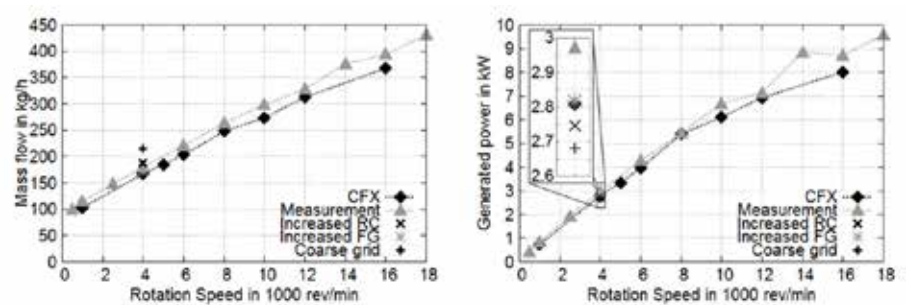 450
400
350
300
250
200
150
100
50
0
0 2 4 6 8 10 12 14 16 18
Mass flow in kg/h
Rotation Speed in 1000 rev/min
CFX
Measurement
Increased RC
Increased FG
Coarse grid
10
9
8
7
6
5
4
3
2
1
0
0 2 4 6 8 10 12 14 16 18
Generated power in kW
Rotation Speed in 1000 rev/min
3
2.9
2.8
2.7
2.6
CFX
Measurement
Increased RC
Increased FG
Coarse grid